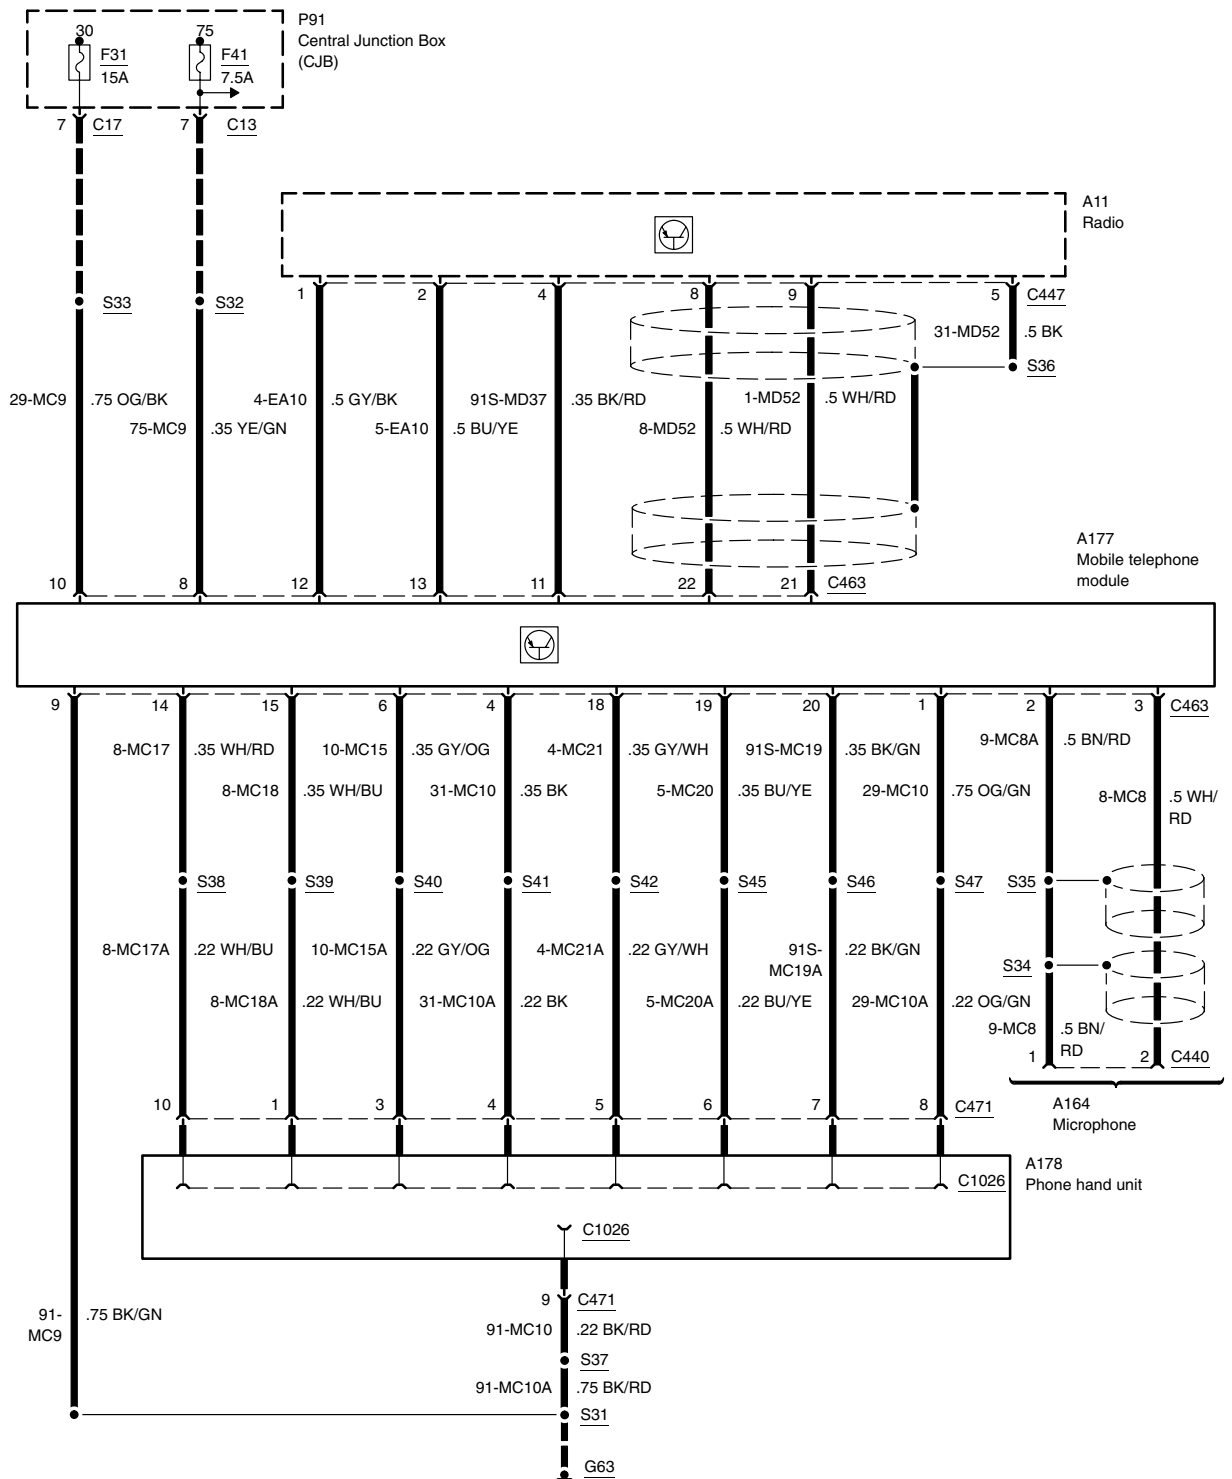 P91
Central Junction Box
(CJB)
30
75
F31
15A
F41
7.5A
7
C17
7
C13
A11
Radio
S33
S32
1
2
4
8
9
5
C447
31-MD52
.5 BK
S36
29-MC9
.75 OG/BK
4-EA10
.5 GY/BK
91S-MD37
.35 BK/RD
1-MD52
.5 WH/RD
75-MC9
.35 YE/GN
5-EA10
.5 BU/YE
8-MD52
.5 WH/RD
A177
Mobile telephone
module
10
8
12
13
11
22
21
C463
9
14
15
6
4
18
19
20
1
2
3
C463
8-MC17
.35 WH/RD
10-MC15
.35 GY/OG
4-MC21
.35 GY/WH
91S-MC19
.35 BK/GN
9-MC8A
.5 BN/RD
8-MC18
.35 WH/BU
31-MC10
.35 BK
5-MC20
.35 BU/YE
29-MC10
.75 OG/GN
8-MC8
.5 WH/
RD
S38
S39
S40
S41
S42
S45
S46
S47
S35
8-MC17A
.22 WH/BU
10-MC15A
.22 GY/OG
4-MC21A
.22 GY/WH
91S-
MC19A
.22 BK/GN
S34
8-MC18A
.22 WH/BU
31-MC10A
.22 BK
5-MC20A
.22 BU/YE
29-MC10A
.22 OG/GN
9-MC8
.5 BN/
RD
1
2
C440
10
1
3
4
5
6
7
8
C471
A164
Microphone
A178
Phone hand unit
C1026
C1026
9
C471
91-
MC9
.75 BK/GN
91-MC10
.22 BK/RD
S37
91-MC10A
.75 BK/RD
S31
G63